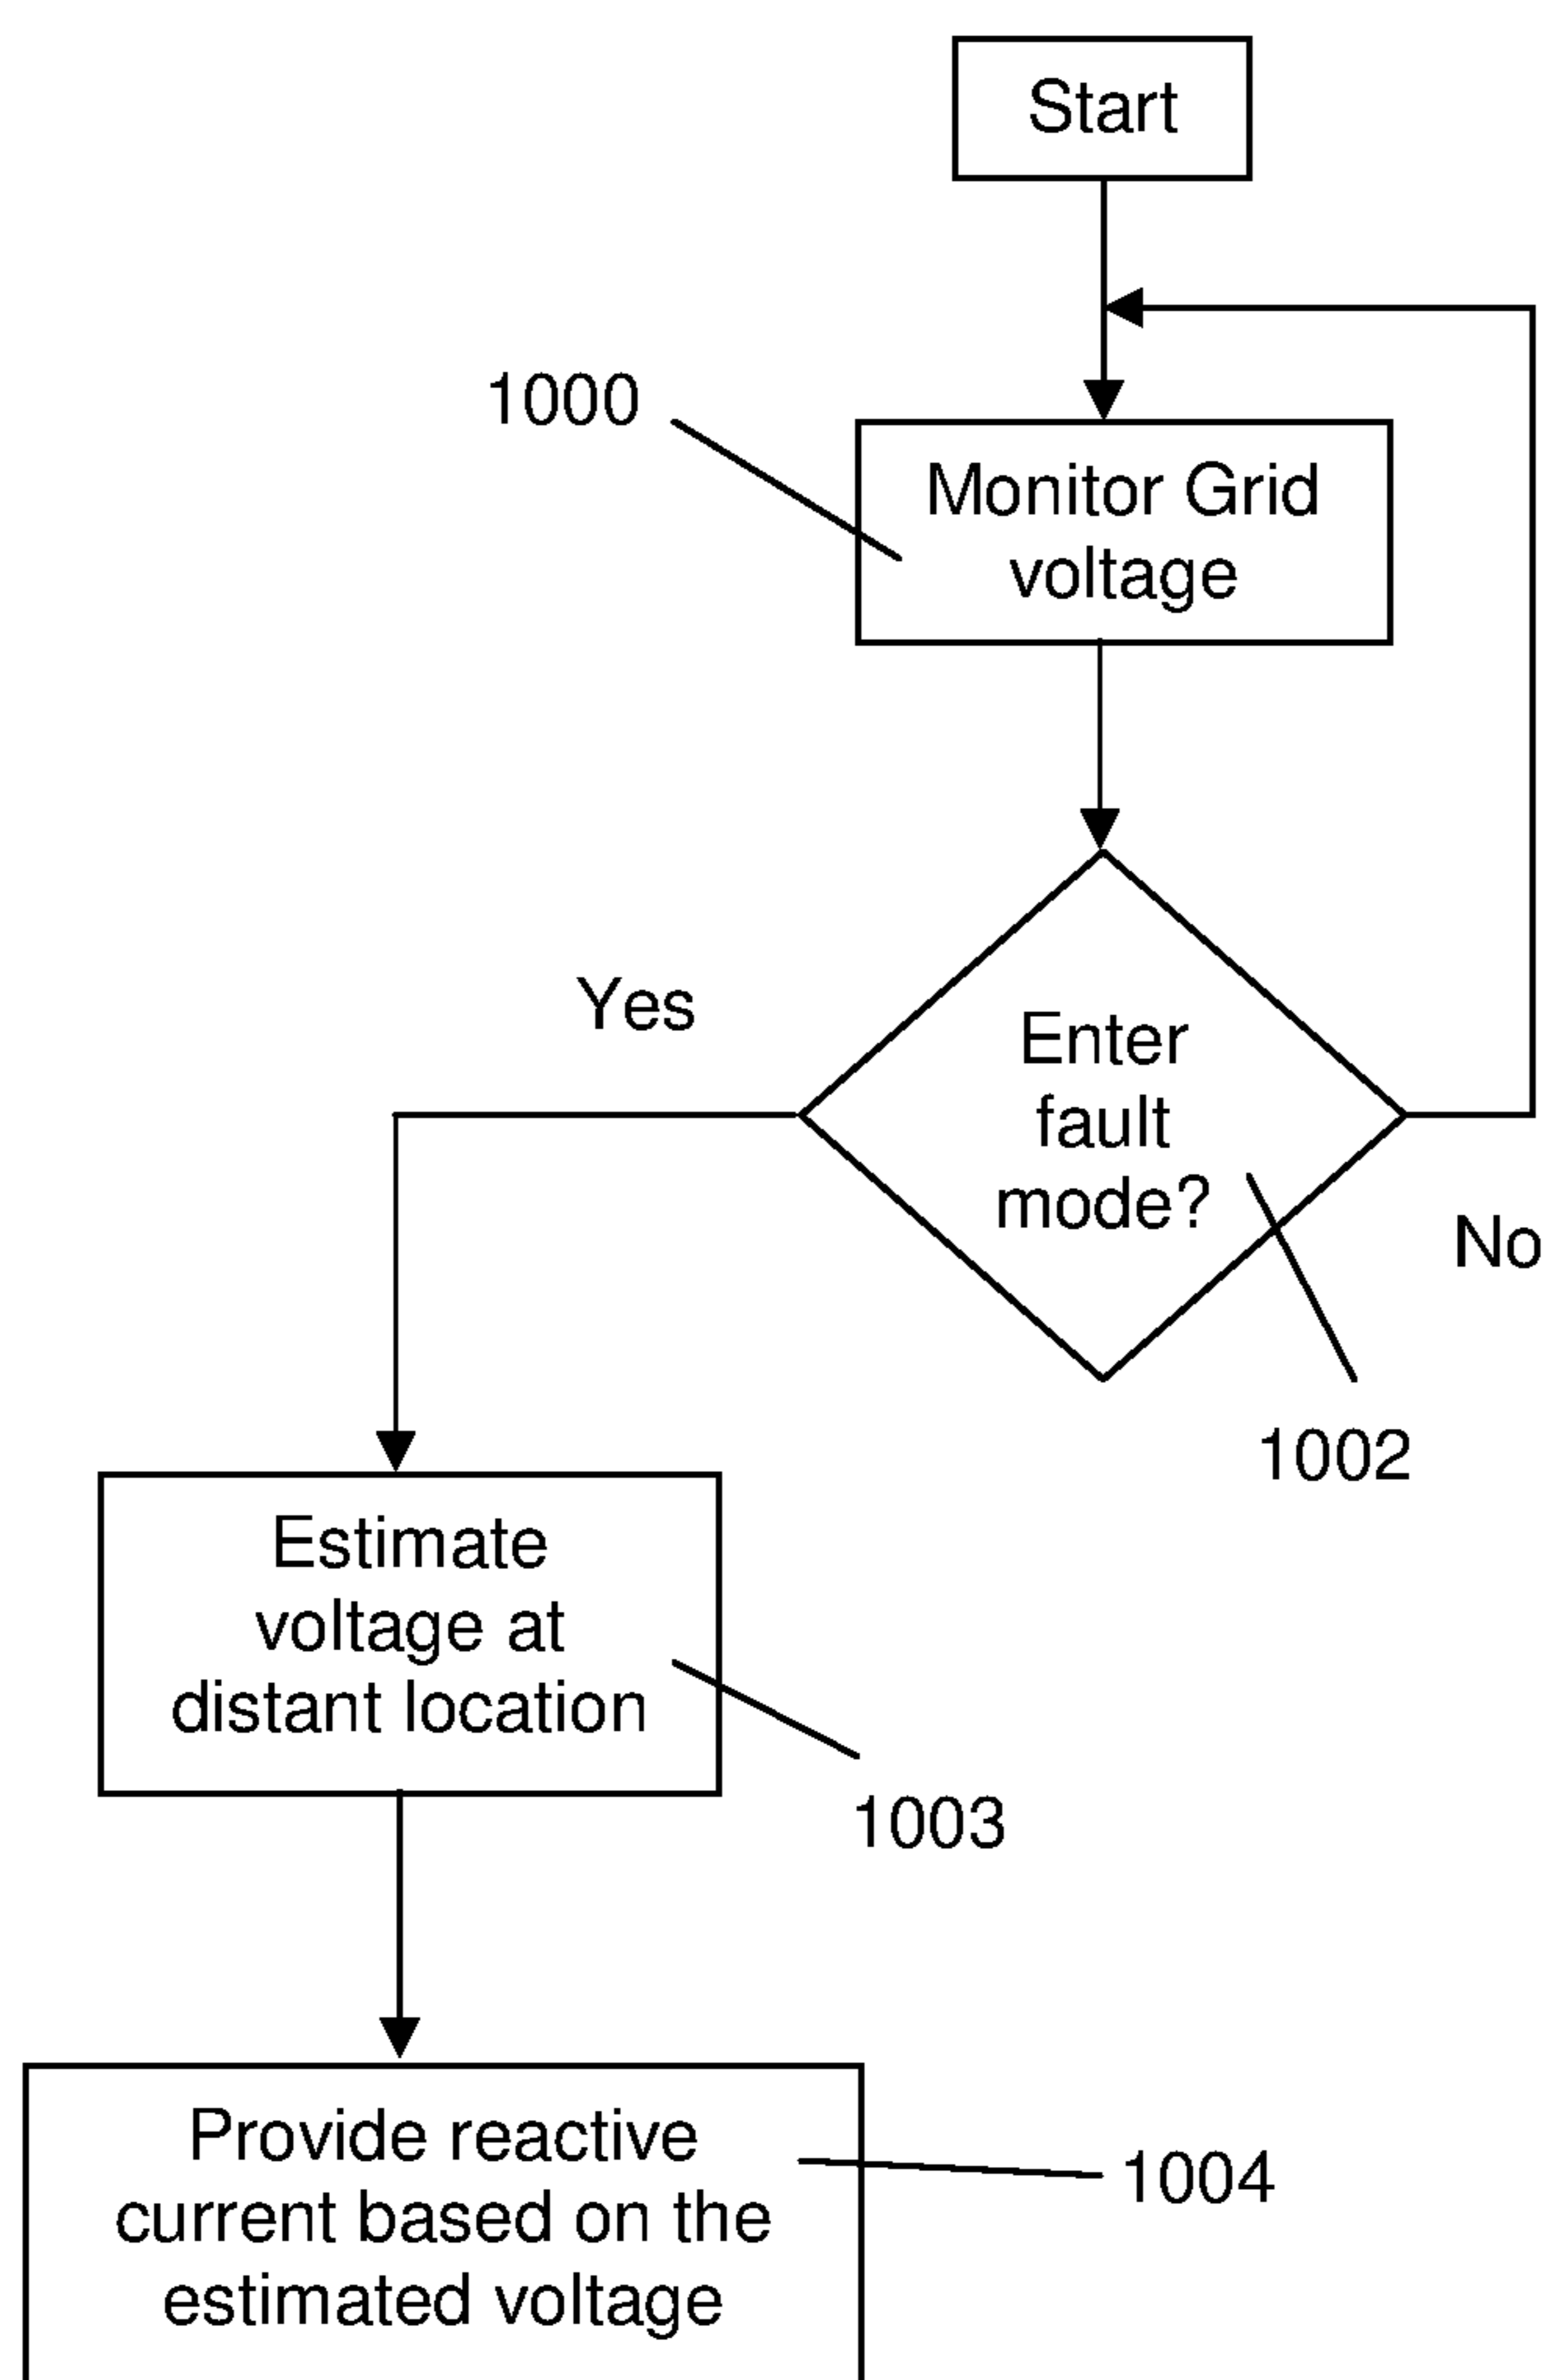 Start
1000
Monitor Grid
voltage
Yes
Enter
fault
mode?
No
1002
Estimate
voltage at
distant location
1003
Provide reactive
current based on the
estimated voltage
1004